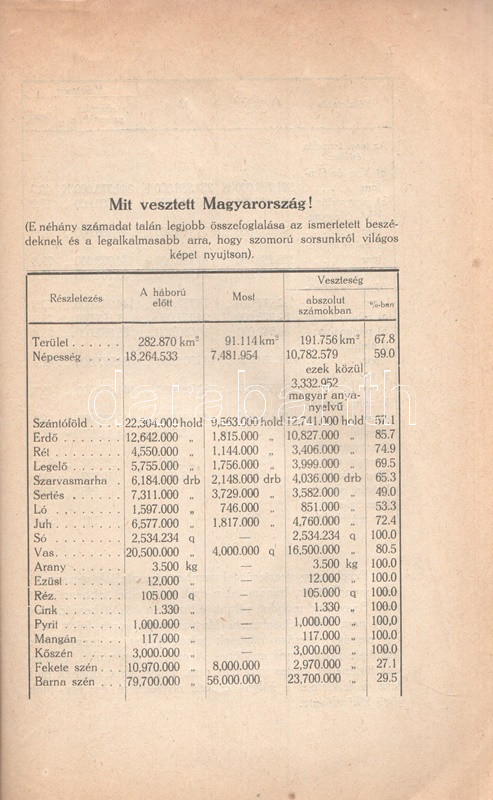 Mit vesztett Magyarország!
(E néhány számadat talán legjobb összefoglalása az ismertetett beszé-
deknek és a legalkalmasabb arra, hogy szomorú sorsunkról világos
képet nyujtson).
Részletezés A háború előtt Most Veszteség
abszolut számokban %-ban
Terület . . . . . . 282.870 km² 91.114 km² 191.756 km² 67.8
Népesség . . . . 18,264.533 7,481.954 10,782.579 59.0
ezek közül
3,332.952
magyar anya-
nyelvű
Szántóföld . . . 22,304.000 hold 9,563.000 hold 12,741.000 hold 57.1
Erdő . . . . . . . 12,642.000 „ 1,815.000 „ 10,827.000 „ 85.7
Rét . . . . . . . . 4,550.000 „ 1,144.000 „ 3,406.000 „ 74.9
Legelő . . . . . . 5,755.000 „ 1,756.000 „ 3,999.000 „ 69.5
Szarvasmarha . 6,184.000 drb 2,148.000 drb 4,036.000 drb 65.3
Sertés . . . . . . 7,311.000 „ 3,729.000 „ 3,582.000 „ 49.0
Ló . . . . . . . . 1,597.000 „ 746.000 „ 851.000 „ 53.3
Juh . . . . . . . . 6,577.000 „ 1,817.000 „ 4,760.000 „ 72.4
Só . . . . . . . . 2,534.234 q — 2,534.234 q 100.0
Vas . . . . . . . . 20,500.000 „ 4,000.000 q 16,500.000 „ 80.5
Arany . . . . . . 3.500 kg — 3.500 kg 100.0
Ezüst . . . . . . . 12,000 „ — 12.000 „ 100.0
Réz . . . . . . . . 105.000 q — 105.000 q 100.0
Cink . . . . . . . 1.330 „ — 1.330 „ 100.0
Pyrit . . . . . . . 1,000.000 „ — 1,000.000 „ 100,0
Mangán . . . . . 117.000 „ — 117.000 „ 100.0
Kőszén . . . . . 3,000.000 „ — 3,000.000 „ 100.0
Fekete szén . . . 10,970.000 „ 8,000.000 2,970.000 „ 27.1
Barna szén . . . 79,700.000 „ 56,000.000 23,700.000 „ 29.5
darabanth